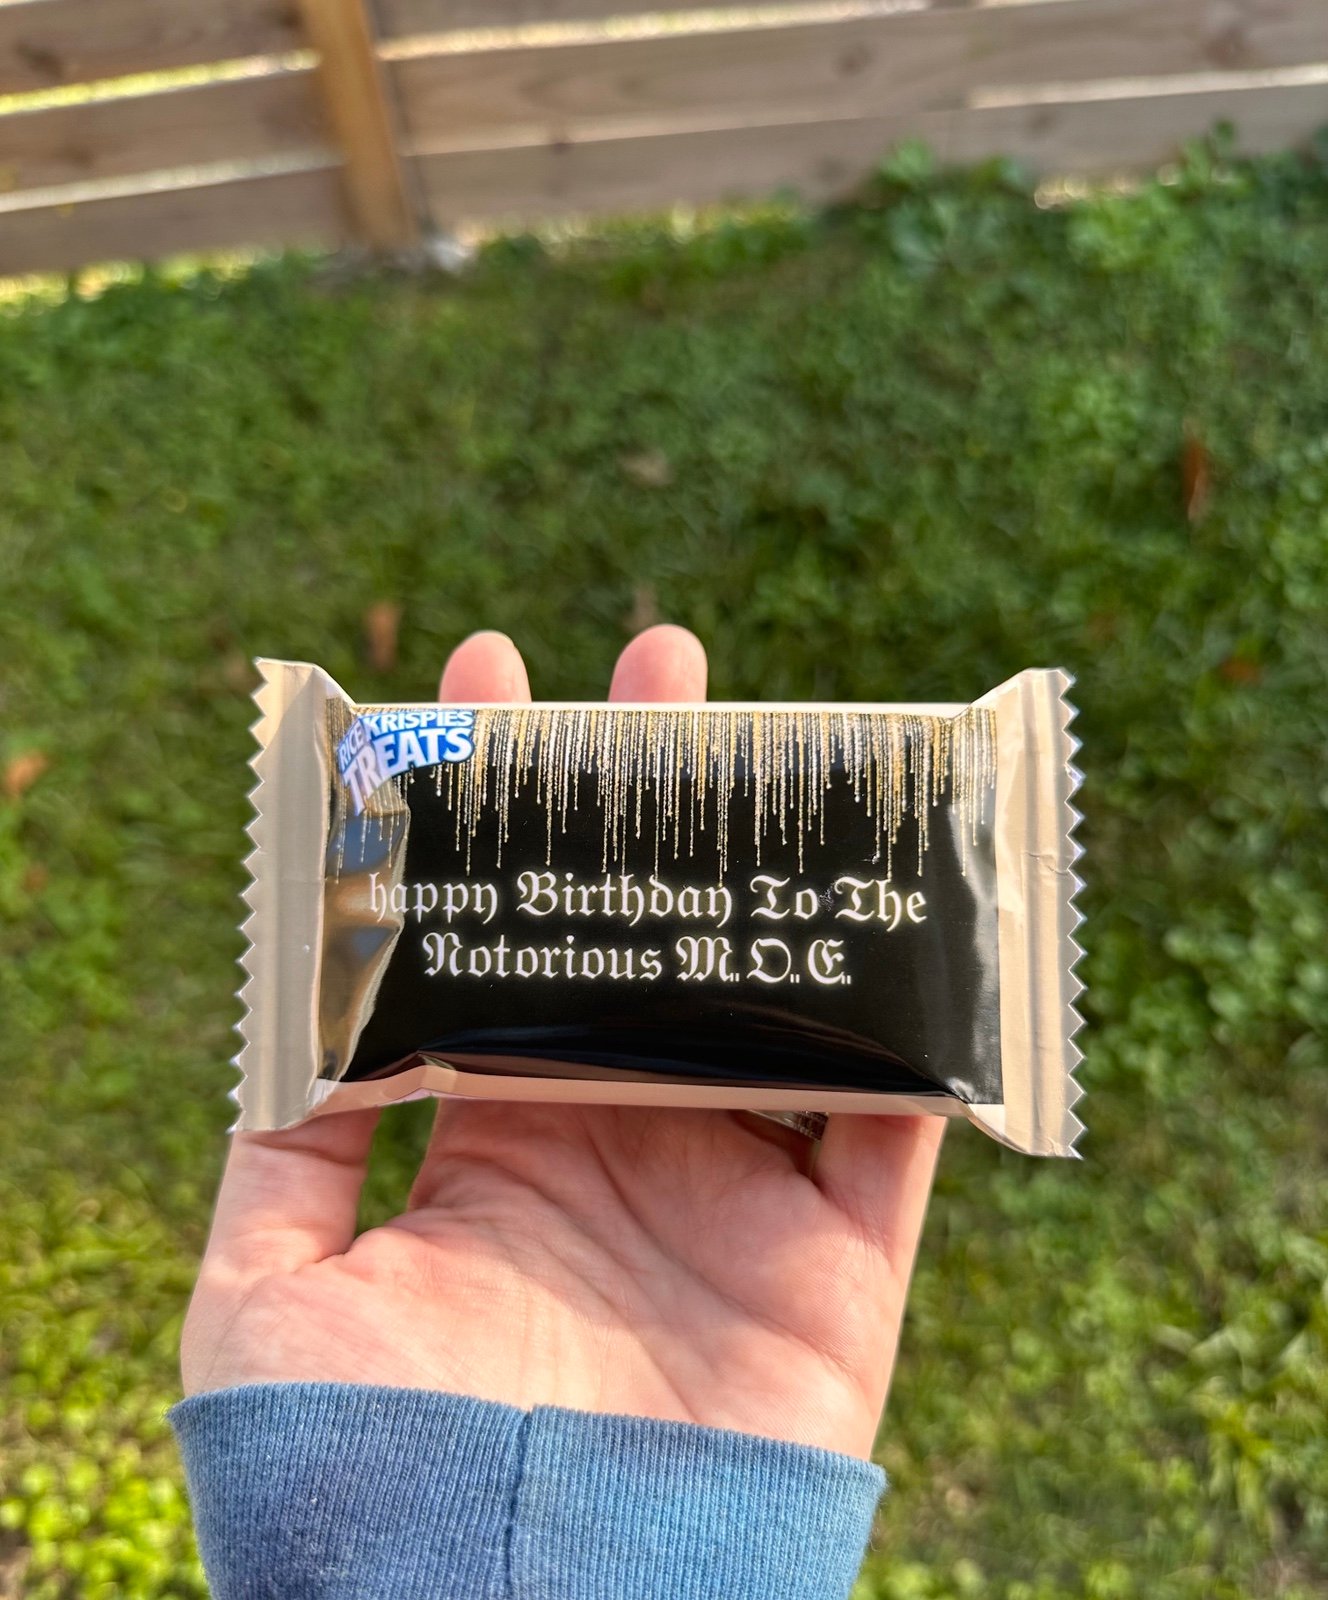 RICE KRISPIES
TREATS
happy Birthday To The
Notorious M.. O.. E..